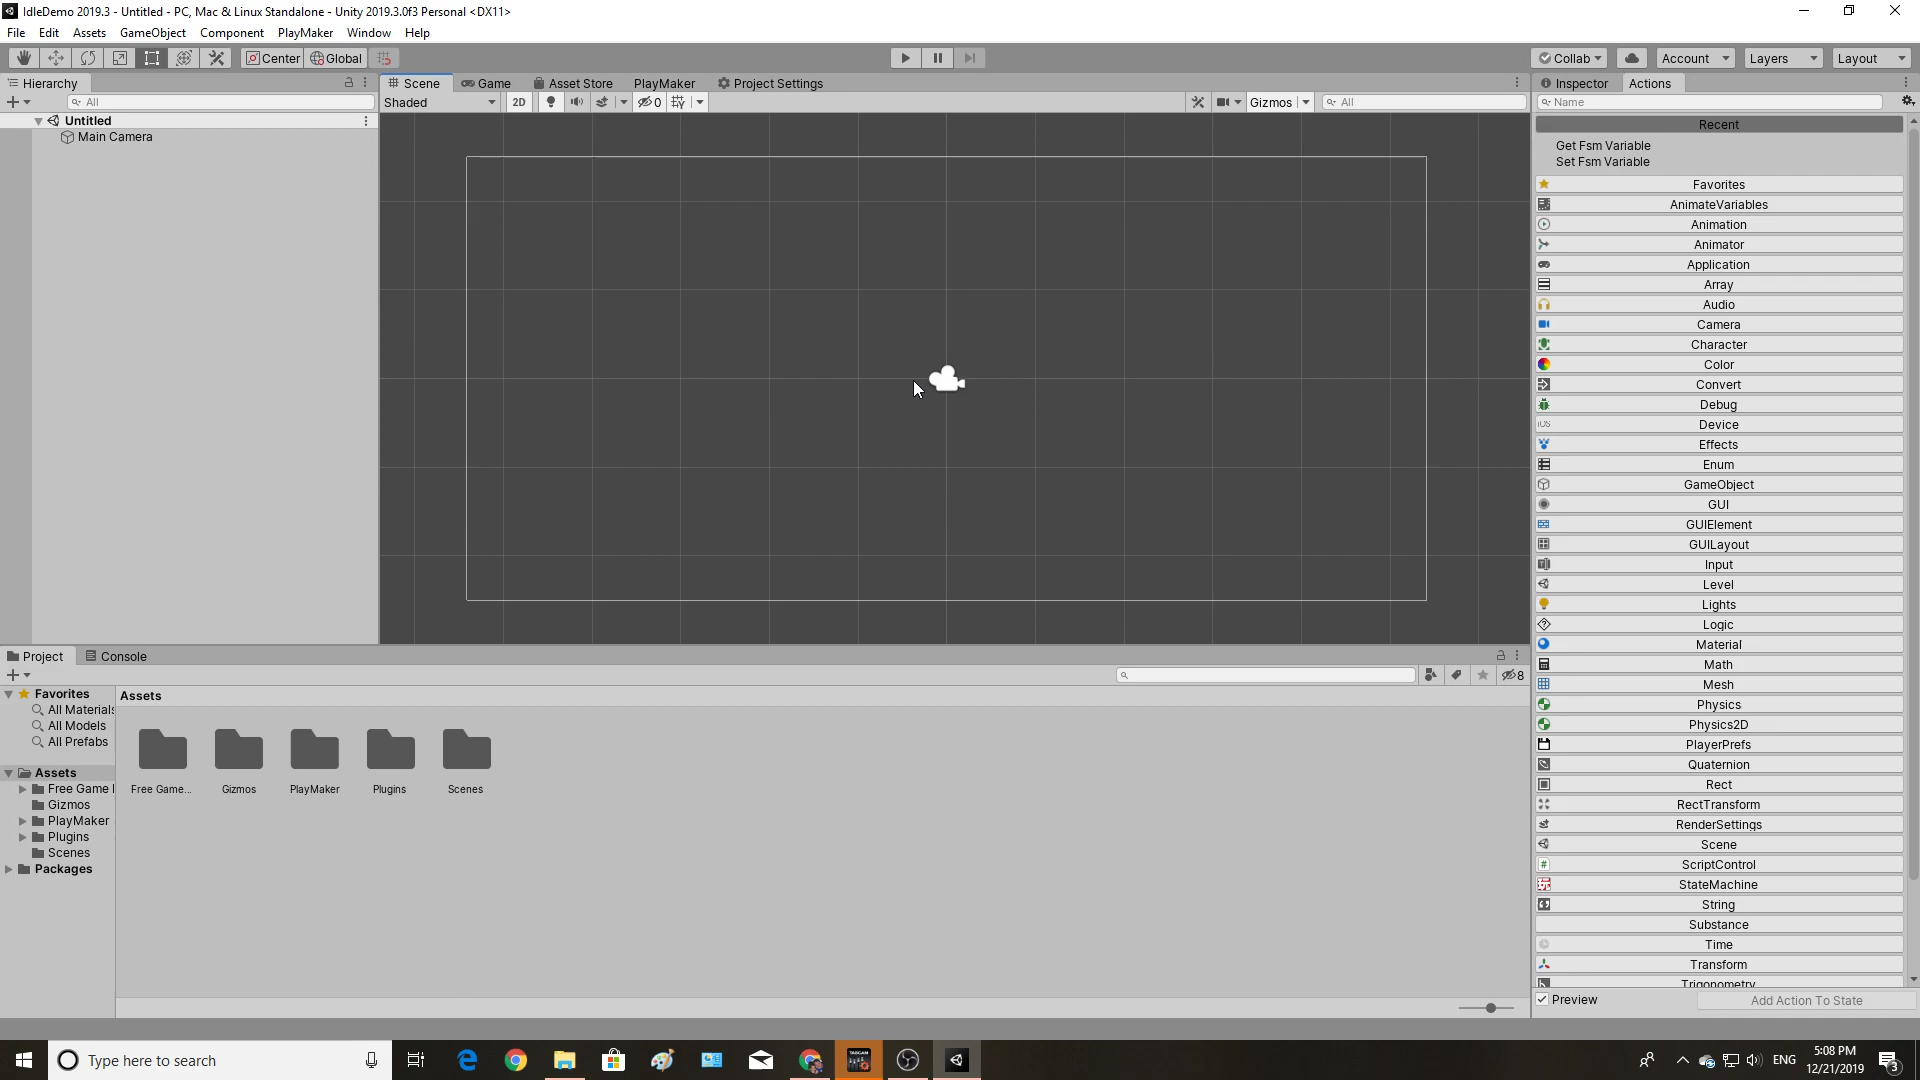 IdleDemo 2019.3 - Untitled - PC, Mac & Linux Standalone - Unity 2019.3.0f3 Personal <DX11>
File Edit Assets GameObject Component PlayMaker Window Help
Center Global Collab Account Layers Layout
Hierarchy Scene Game Asset Store PlayMaker Project Settings Inspector Actions
All Shaded 2D 0 Gizmos All Name
Untitled
Main Camera
Recent
Get Fsm Variable
Set Fsm Variable
Favorites
AnimateVariables
Animation
Animator
Application
Array
Audio
Camera
Character
Color
Convert
Debug
iOS Device
Effects
Enum
GameObject
GUI
GUIElement
GUILayout
Input
Level
Lights
Logic
Material
Math
Mesh
Physics
Physics2D
PlayerPrefs
Quaternion
Rect
RectTransform
RenderSettings
Scene
# ScriptControl
StateMachine
String
Substance
Time
Transform
Trigonometry
Preview Add Action To State
Project Console
8
Favorites
All Materials
All Models
All Prefabs
Assets
Free Game
Gizmos
PlayMaker
Plugins
Scenes
Packages
Assets
Free Game... Gizmos PlayMaker Plugins Scenes
Type here to search
TASCAM
ENG
5:08 PM
12/21/2019
3